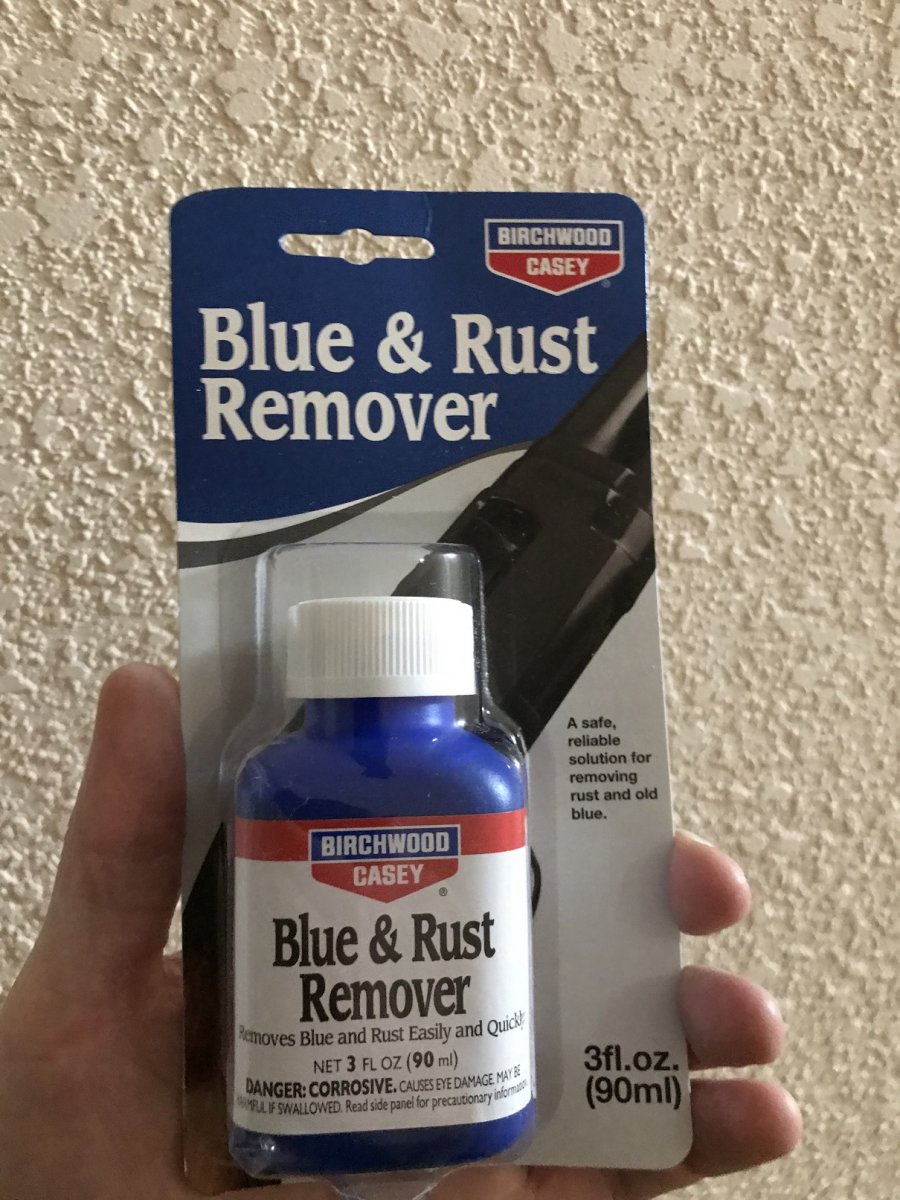 BIRCHWOOD
CASEY
®
Blue & Rust
Remover
A safe,
reliable
solution for
removing
rust and old
blue.
BIRCHWOOD
CASEY
®
Blue & Rust
Remover
Removes Blue and Rust Easily and Quickly
NET 3 FL OZ (90 ml)
DANGER: CORROSIVE. CAUSES EYE DAMAGE. MAY BE
HARMFUL IF SWALLOWED. Read side panel for precautionary information.
3fl.oz.
(90ml)